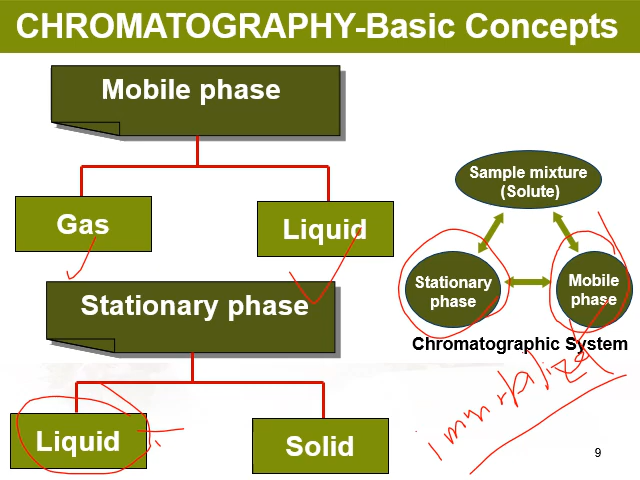 CHROMATOGRAPHY-Basic Concepts
Mobile phase
Gas
Liquid
Stationary phase
Liquid
Solid
Sample mixture
(Solute)
Stationary
phase
Mobile
phase
Chromatographic System
9